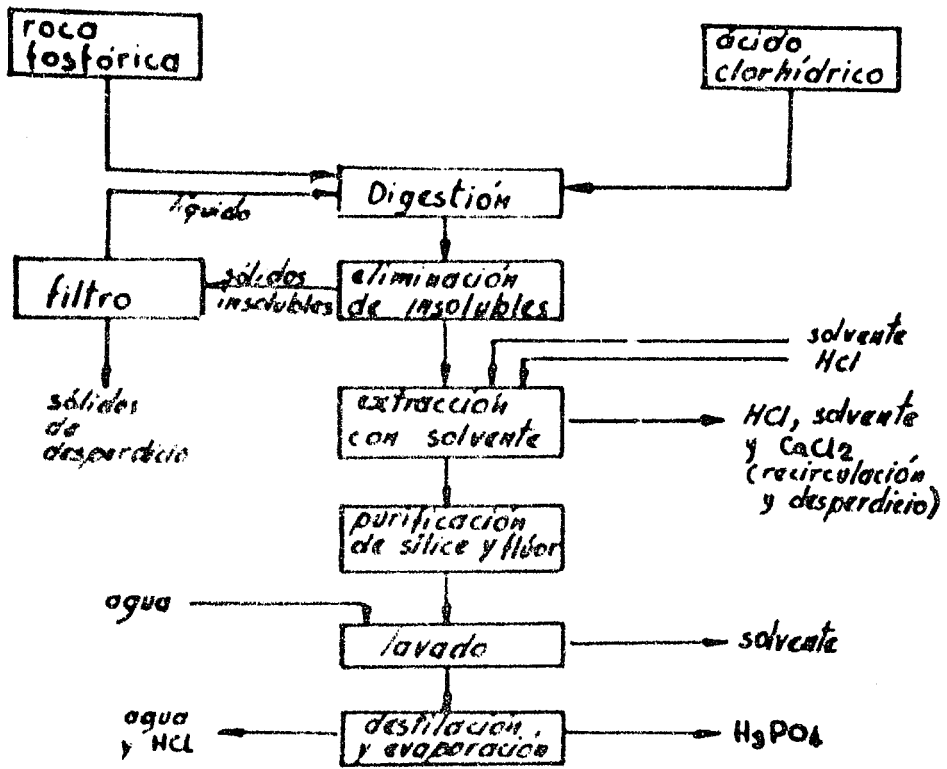 roca
fosfórica
ácido
clorhídrico
Digestión
líquido
filtro
sólidos
insolubles
eliminación
de insolubles
solvente
HCl
sólidos
de
desperdicio
extracción
con solvente
HCl, solvente
y CaCl2
(recirculación
y desperdicio)
purificación
de sílice y flúor
agua
lavado
solvente
agua
y HCl
destilación
y evaporación
H3PO4